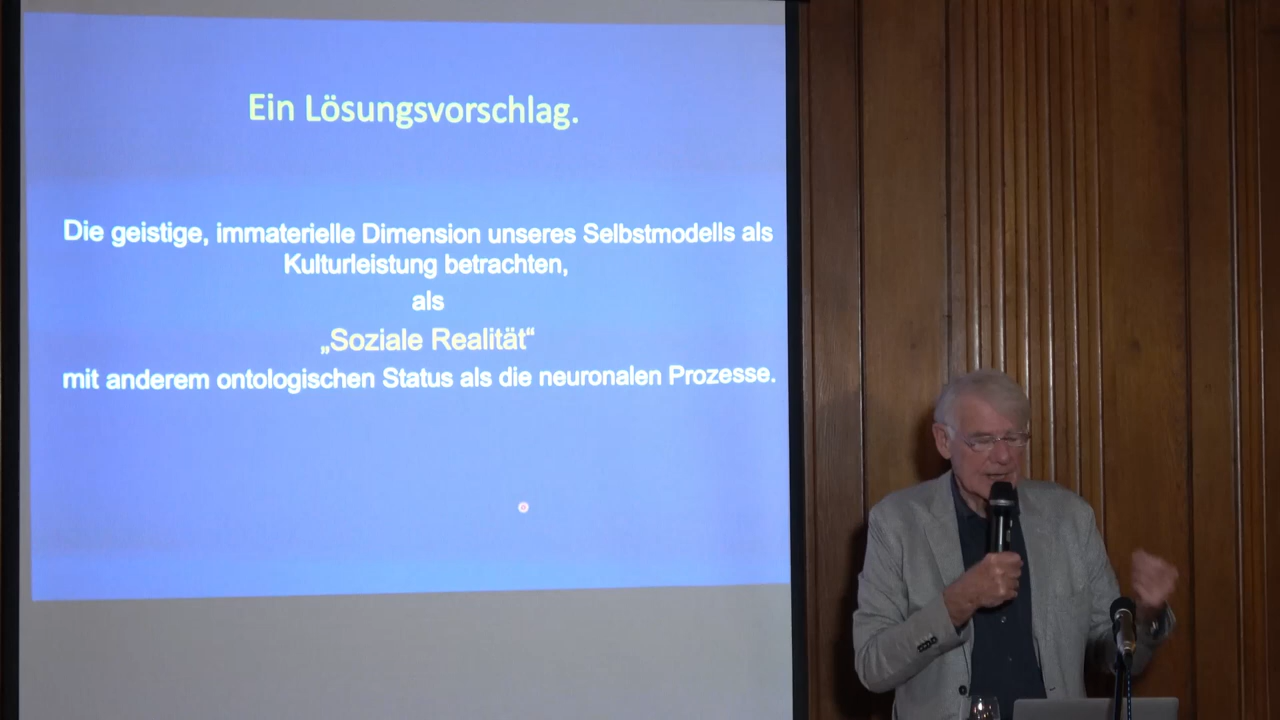 Ein Lösungsvorschlag.
Die geistige, immaterielle Dimension unseres Selbstmodells als
Kulturleistung betrachten,
als
„Soziale Realität“
mit anderem ontologischen Status als die neuronalen Prozesse.